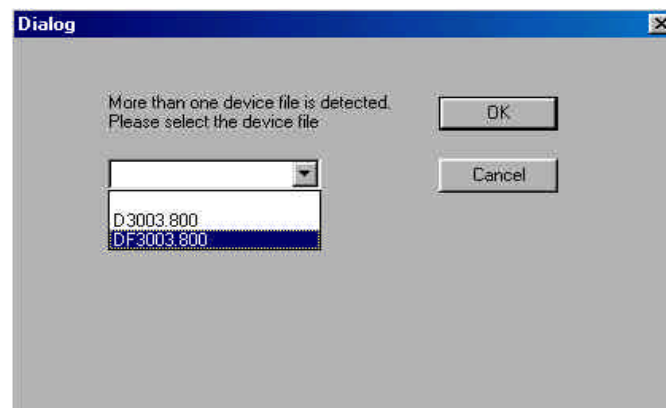 Dialog
More than one device file is detected.
Please select the device file
OK
Cancel
D3003.800
DF3003.800